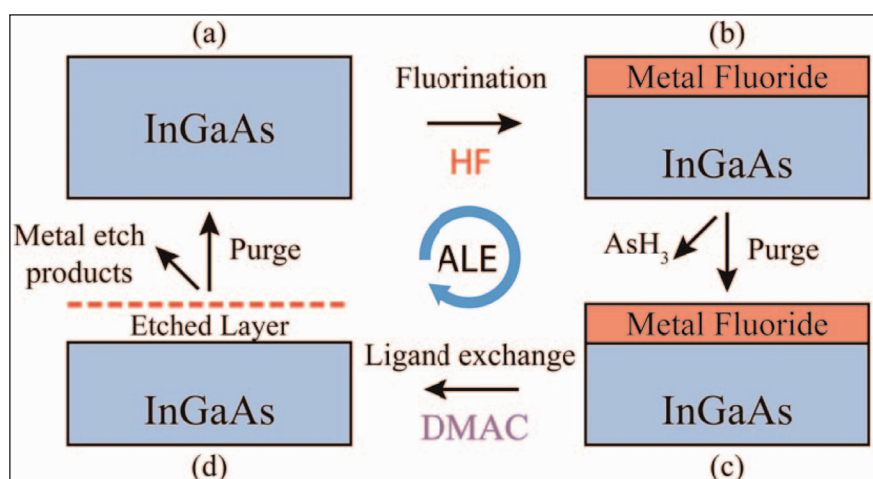 (a)
(b)
InGaAs
Fluorination
HF
Metal Fluoride
InGaAs
Metal etch
products
Purge
ALE
AsH₃
Purge
Etched Layer
InGaAs
(d)
Ligand exchange
DMAC
Metal Fluoride
InGaAs
(c)